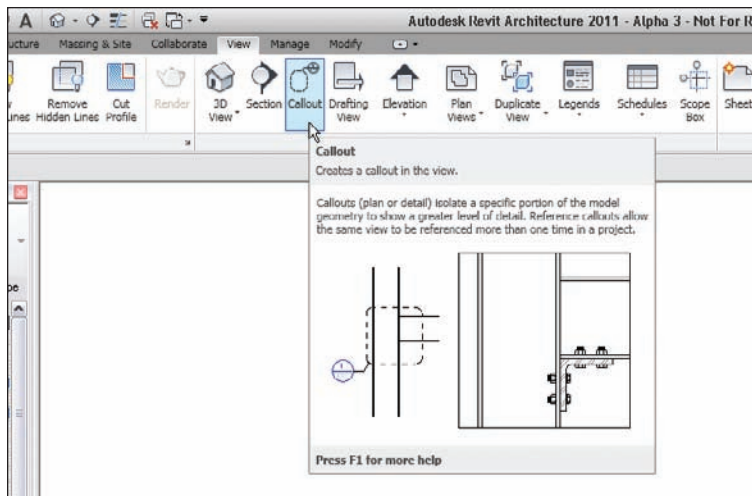 A
Autodesk Revit Architecture 2011 - Alpha 3 - Not For R
ucture Massing & Site Collaborate View Manage Modify
Remove Hidden Lines
Cut Profile
Render
3D View
Section
Callout
Drafting View
Elevation
Plan Views
Duplicate View
Legends
Schedules
Scope Box
Sheet
Callout
Creates a callout in the view.
Callouts (plan or detail) isolate a specific portion of the model
geometry to show a greater level of detail. Reference callouts allow
the same view to be referenced more than one time in a project.
Press F1 for more help